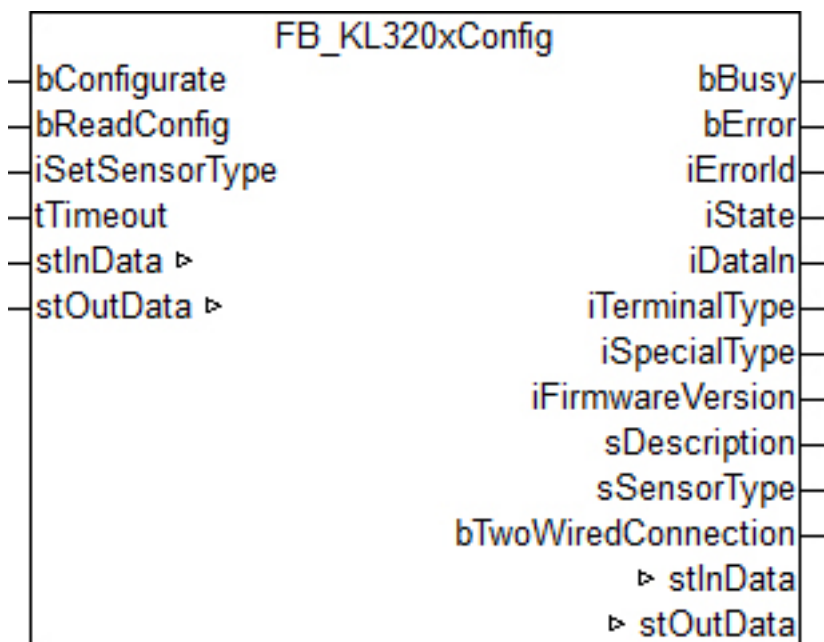 FB_KL320xConfig
bConfigurate bBusy
bReadConfig bError
iSetSensorType iErrorId
tTimeout iState
stInData ▹ iDataIn
stOutData ▹ iTerminalType
iSpecialType
iFirmwareVersion
sDescription
sSensorType
bTwoWiredConnection
▹ stInData
▹ stOutData